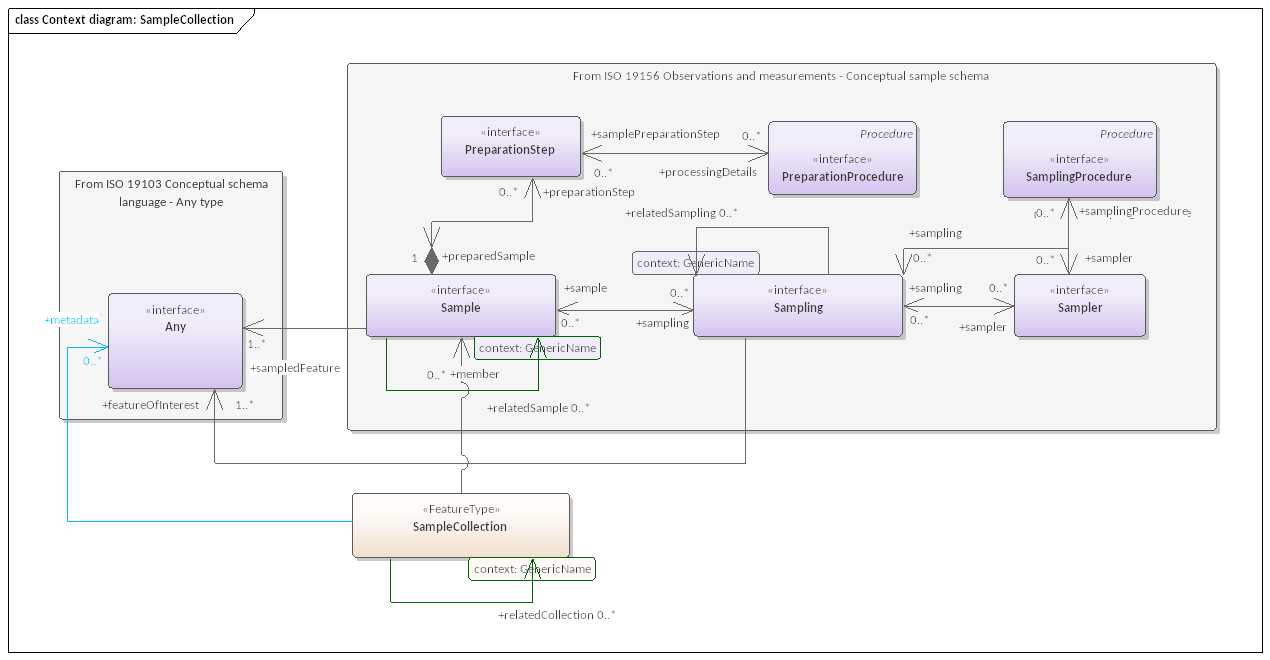 class Context diagram: SampleCollection
From ISO 19156 Observations and measurements - Conceptual sample schema
«interface»
PreparationStep
+samplePreparationStep
0..*
0..*
+processingDetails
Procedure
«interface»
PreparationProcedure
Procedure
«interface»
SamplingProcedure
From ISO 19103 Conceptual schema
language - Any type
0..*
+preparationStep
+relatedSampling 0..*
0..*
+samplingProcedure
+sampling
0..*
0..*
+sampler
1
+preparedSample
context: GenericName
«interface»
Sample
+sample
0..*
0..*
+sampling
«interface»
Sampling
+sampling
0..*
0..*
+sampler
«interface»
Sampler
«interface»
Any
+metadata
0..*
1..*
+sampledFeature
context: GenericName
0..*
+member
+featureOfInterest
1..*
+relatedSample 0..*
«FeatureType»
SampleCollection
context: GenericName
+relatedCollection 0..*